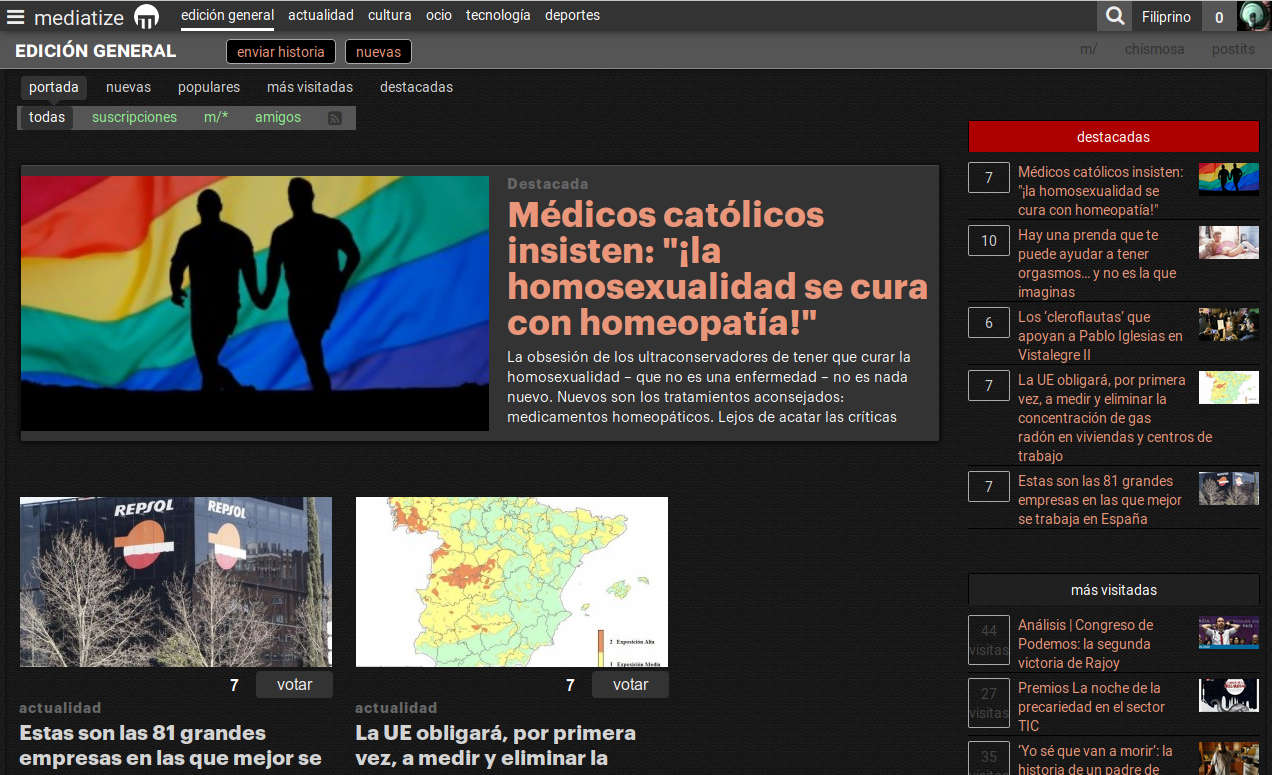 mediatize
edición general actualidad cultura ocio tecnología deportes
Filiprino 0
EDICIÓN GENERAL
enviar historia nuevas
m/ chismosa postits
portada nuevas populares más visitadas destacadas
todas suscripciones m/* amigos
Destacada
Médicos católicos
insisten: "¡la
homosexualidad se cura
con homeopatía!"
La obsesión de los ultraconservadores de tener que curar la
homosexualidad – que no es una enfermedad – no es nada
nuevo. Nuevos son los tratamientos aconsejados:
medicamentos homeopáticos. Lejos de acatar las críticas
REPSOL
REPSOL
7 votar
actualidad
Estas son las 81 grandes
empresas en las que mejor se
2 Exposición Alta
1 Exposición Media
7 votar
actualidad
La UE obligará, por primera
vez, a medir y eliminar la
destacadas
7
Médicos católicos insisten:
"¡la homosexualidad se
cura con homeopatía!"
10
Hay una prenda que te
puede ayudar a tener
orgasmos... y no es la que
imaginas
6
Los 'cleroflautas' que
apoyan a Pablo Iglesias en
Vistalegre II
7
La UE obligará, por primera
vez, a medir y eliminar la
concentración de gas
radón en viviendas y centros de
trabajo
7
Estas son las 81 grandes
empresas en las que mejor
se trabaja en España
más visitadas
44
visitas
Análisis | Congreso de
Podemos: la segunda
victoria de Rajoy
27
visitas
Premios La noche de la
precariedad en el sector
TIC
35
visitas
'Yo sé que van a morir': la
historia de un padre de